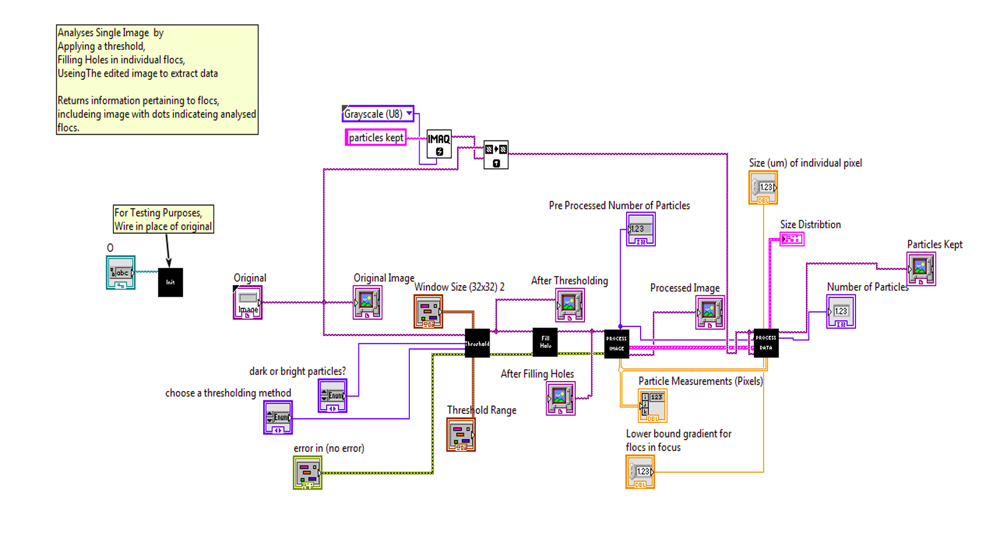 Analyses Single Image  by
Applying a threshold,
Filling Holes in individual flocs,
UseingThe edited image to extract data
Returns information pertaining to flocs,
includeing image with dots indicateing analysed
flocs.
Grayscale (U8)
particles kept
IMAQ
Size (um) of individual pixel
1.23
DBL
For Testing Purposes,
Wire in place of original
Pre Processed Number of Particles
1.23
I32
Size Distribtion
Particles Kept
O
abc
Init
Original
Image
Original Image
Window Size (32x32) 2
After Thresholding
Processed Image
Number of Particles
1.23
I32
Threshold
Fill
Hole
PROCESS
IMAGE
PROCESS
DATA
dark or bright particles?
Enum
choose a thresholding method
Enum
After Filling Holes
Particle Measurements (Pixels)
i
j
k
123
DBL
Threshold Range
Lower bound gradient for
flocs in focus
1.23
DBL
error in (no error)